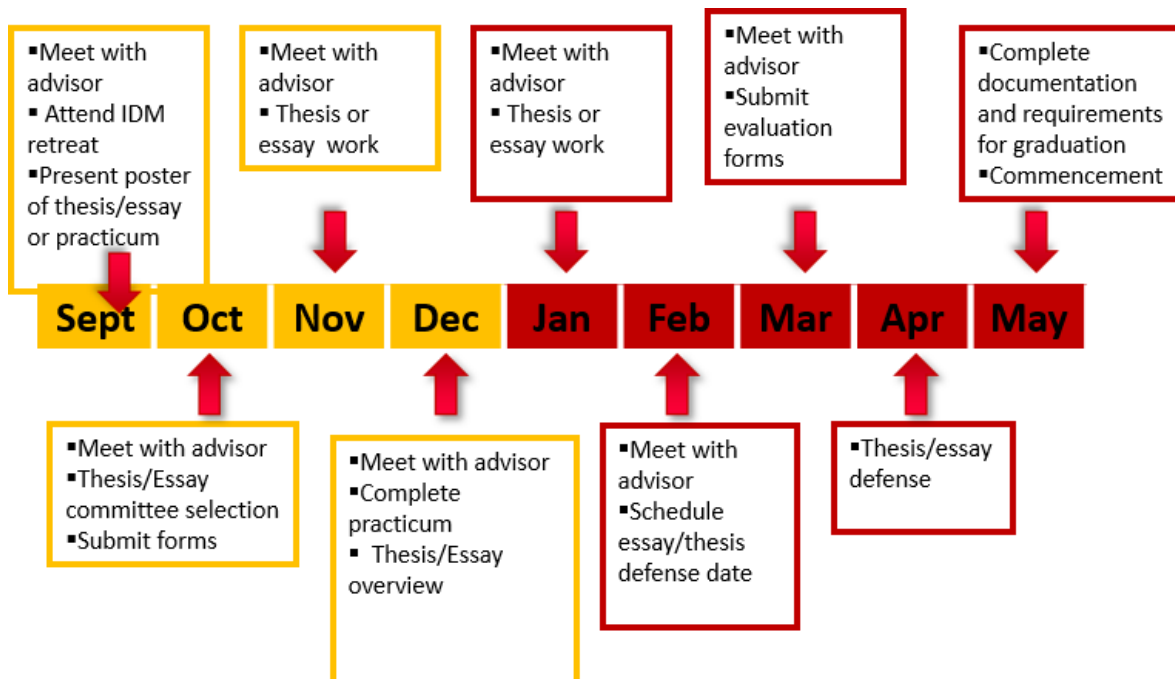 ▪Meet with
advisor
▪ Attend IDM
retreat
▪Present poster
of thesis/essay
or practicum
▪Meet with
advisor
▪ Thesis or
essay work
▪Meet with
advisor
▪ Thesis or
essay work
▪Meet with
advisor
▪Submit
evaluation
forms
▪Complete
documentation
and requirements
for graduation
▪Commencement
Sept Oct Nov Dec Jan Feb Mar Apr May
▪Meet with advisor
▪Thesis/Essay
committee selection
▪Submit forms
▪Meet with advisor
▪Complete
practicum
▪ Thesis/Essay
overview
▪Meet with
advisor
▪Schedule
essay/thesis
defense date
▪Thesis/essay
defense